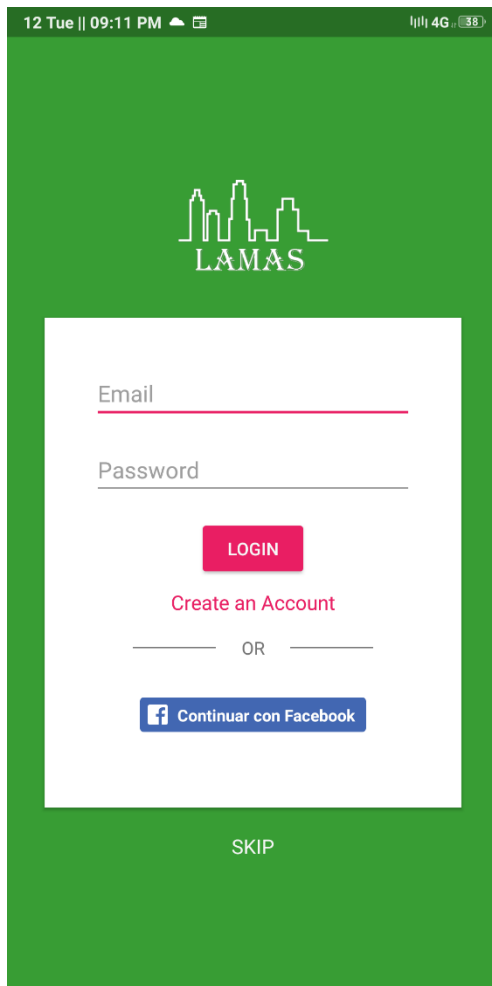 12 Tue || 09:11 PM 4G 38
LAMAS
Email
Password
LOGIN
Create an Account
OR
Continuar con Facebook
SKIP